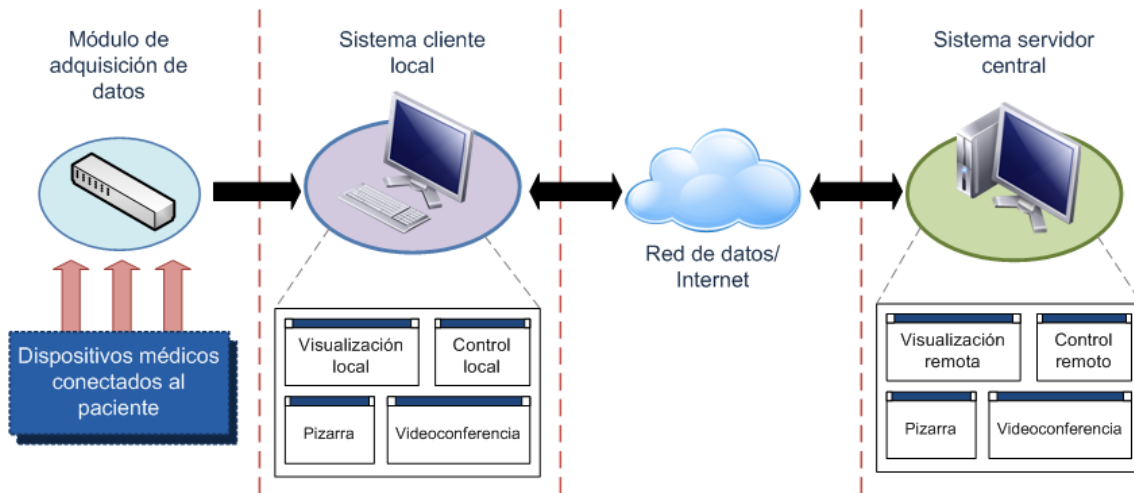 Módulo de
adquisición de
datos
Sistema cliente
local
Sistema servidor
central
Red de datos/
Internet
Dispositivos médicos
conectados al
paciente
Visualización
local
Control
local
Pizarra
Videoconferencia
Visualización
remota
Control
remoto
Pizarra
Videoconferencia